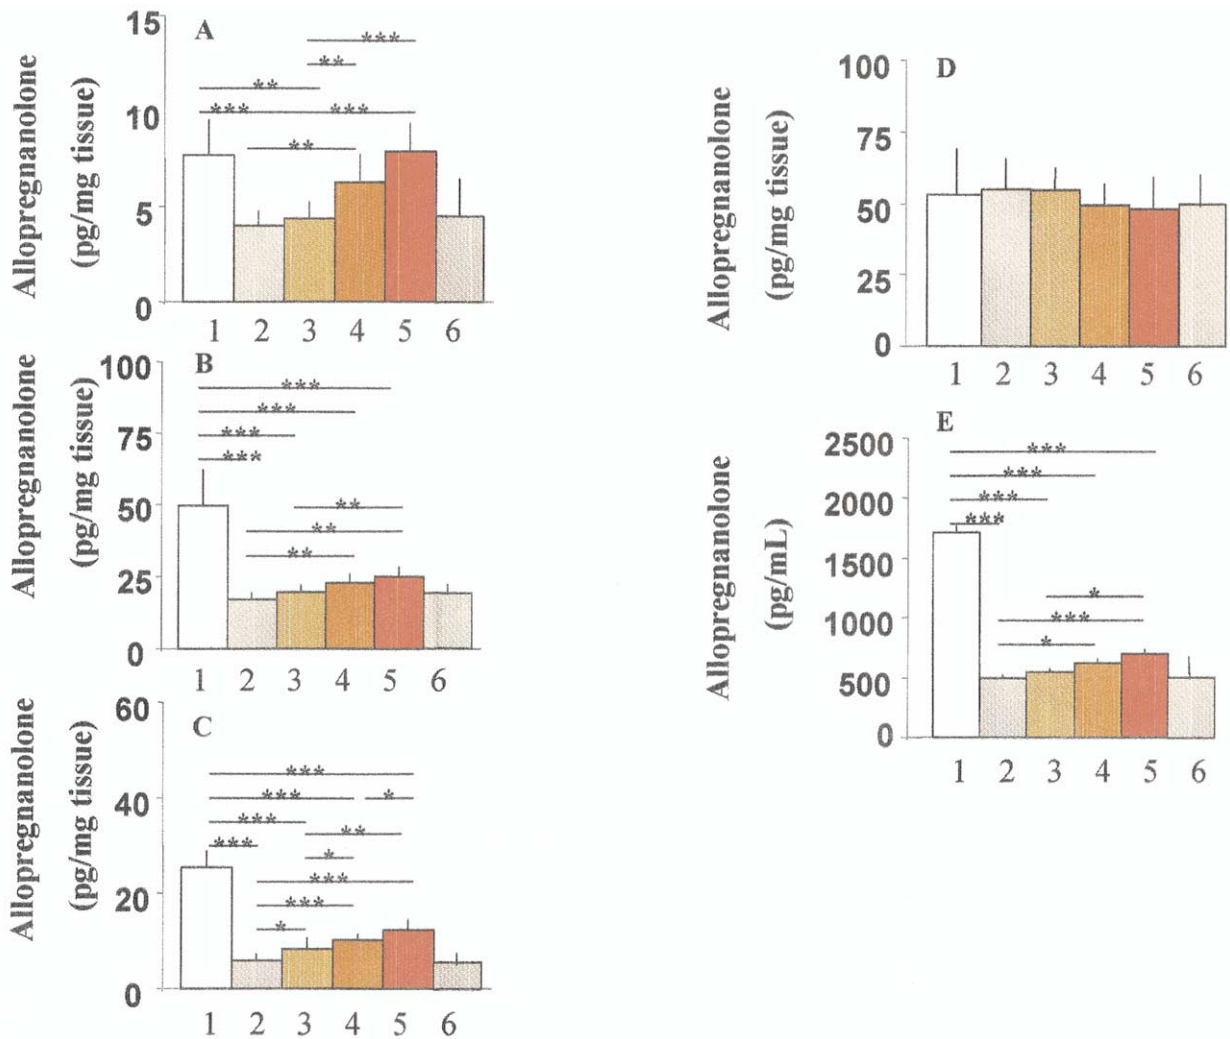 A
Allopregnanolone
(pg/mg tissue)
15
10
5
0
***
**
**
*** ***
**
1 2 3 4 5 6
B
Allopregnanolone
(pg/mg tissue)
100
75
50
25
0
***
***
***
***
**
**
**
1 2 3 4 5 6
C
Allopregnanolone
(pg/mg tissue)
60
40
20
0
***
*** *
***
***
**
*
***
***
*
1 2 3 4 5 6
D
Allopregnanolone
(pg/mg tissue)
100
75
50
25
0
1 2 3 4 5 6
E
Allopregnanolone
(pg/mL)
2500
2000
1500
1000
500
0
***
***
***
***
*
***
*
1 2 3 4 5 6